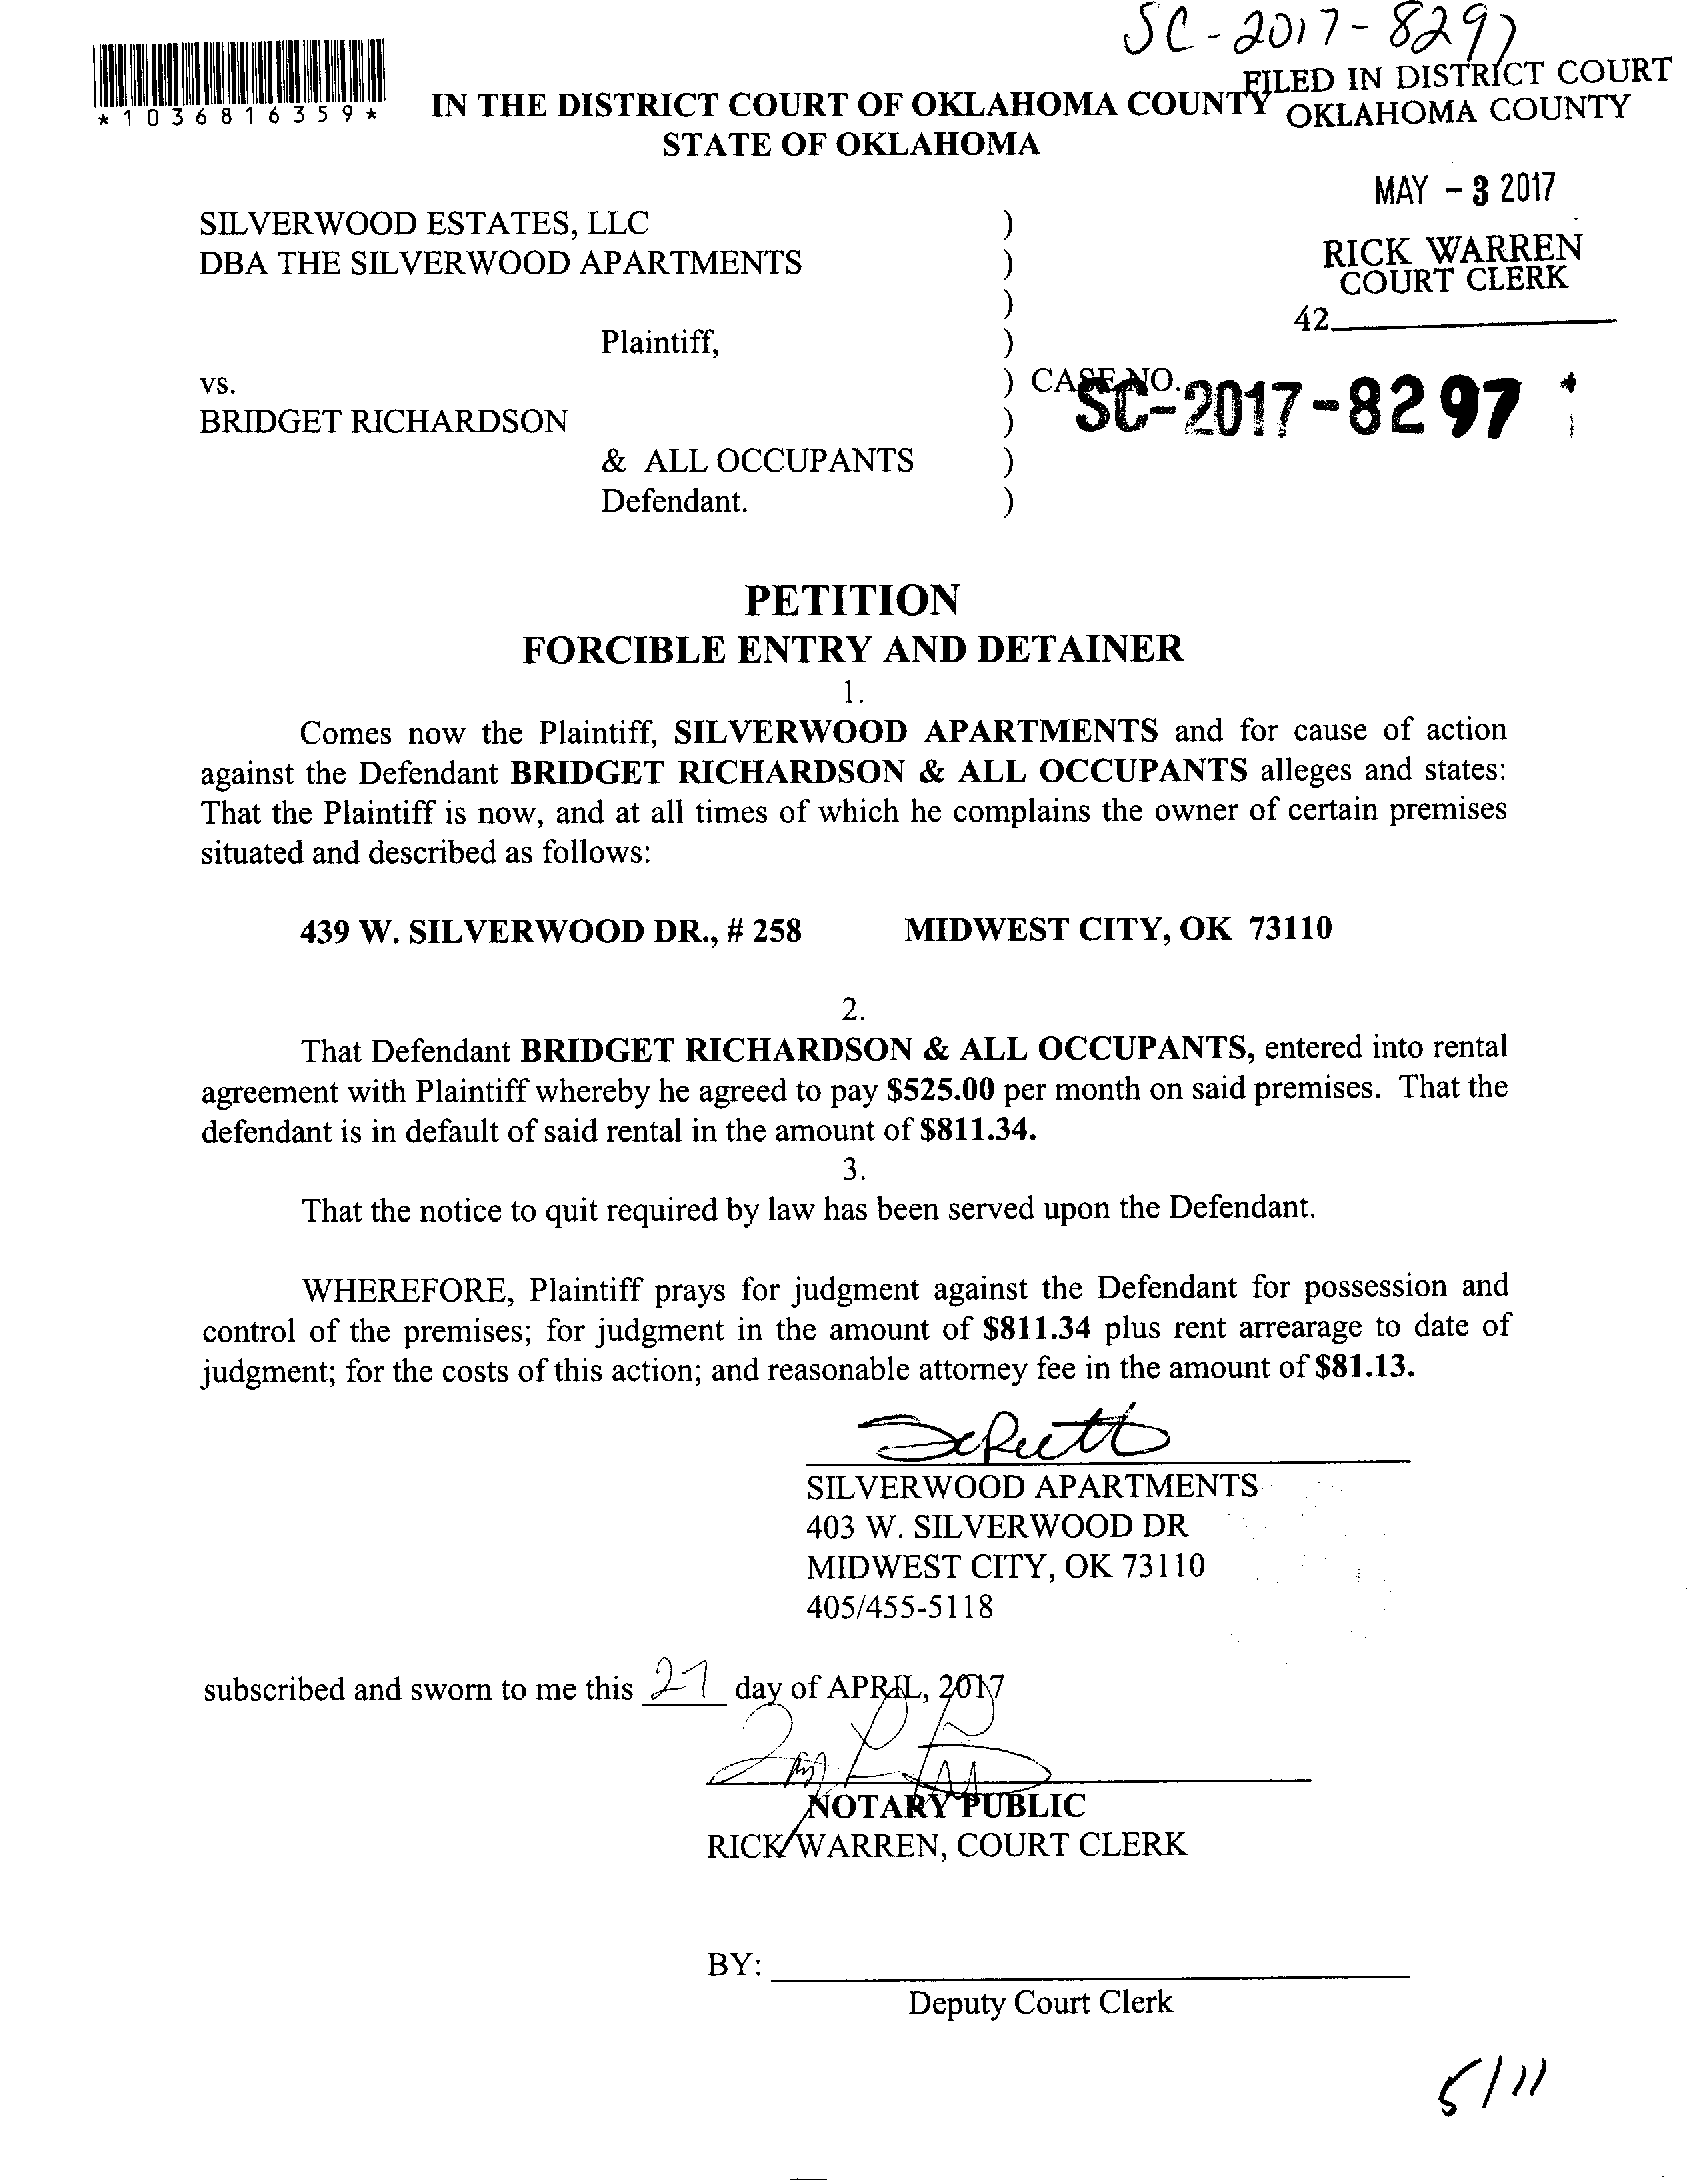 SC-2017-8297
FILED IN DISTRICT COURT
OKLAHOMA COUNTY
*1036816359*
IN THE DISTRICT COURT OF OKLAHOMA COUNTY
STATE OF OKLAHOMA
MAY - 3 2017
RICK WARREN
COURT CLERK
42
SILVERWOOD ESTATES, LLC )
DBA THE SILVERWOOD APARTMENTS )
)
Plaintiff, )
vs. ) CASE NO. SC-2017-8297
BRIDGET RICHARDSON )
& ALL OCCUPANTS )
Defendant. )
PETITION
FORCIBLE ENTRY AND DETAINER
1.
Comes now the Plaintiff, SILVERWOOD APARTMENTS and for cause of action
against the Defendant BRIDGET RICHARDSON & ALL OCCUPANTS alleges and states:
That the Plaintiff is now, and at all times of which he complains the owner of certain premises
situated and described as follows:
439 W. SILVERWOOD DR., # 258 MIDWEST CITY, OK 73110
2.
That Defendant BRIDGET RICHARDSON & ALL OCCUPANTS, entered into rental
agreement with Plaintiff whereby he agreed to pay $525.00 per month on said premises. That the
defendant is in default of said rental in the amount of $811.34.
3.
That the notice to quit required by law has been served upon the Defendant.
WHEREFORE, Plaintiff prays for judgment against the Defendant for possession and
control of the premises; for judgment in the amount of $811.34 plus rent arrearage to date of
judgment; for the costs of this action; and reasonable attorney fee in the amount of $81.13.
SILVERWOOD APARTMENTS
403 W. SILVERWOOD DR
MIDWEST CITY, OK 73110
405/455-5118
subscribed and sworn to me this 27 day of APRIL, 2017
NOTARY PUBLIC
RICK WARREN, COURT CLERK
BY:
Deputy Court Clerk
5/11